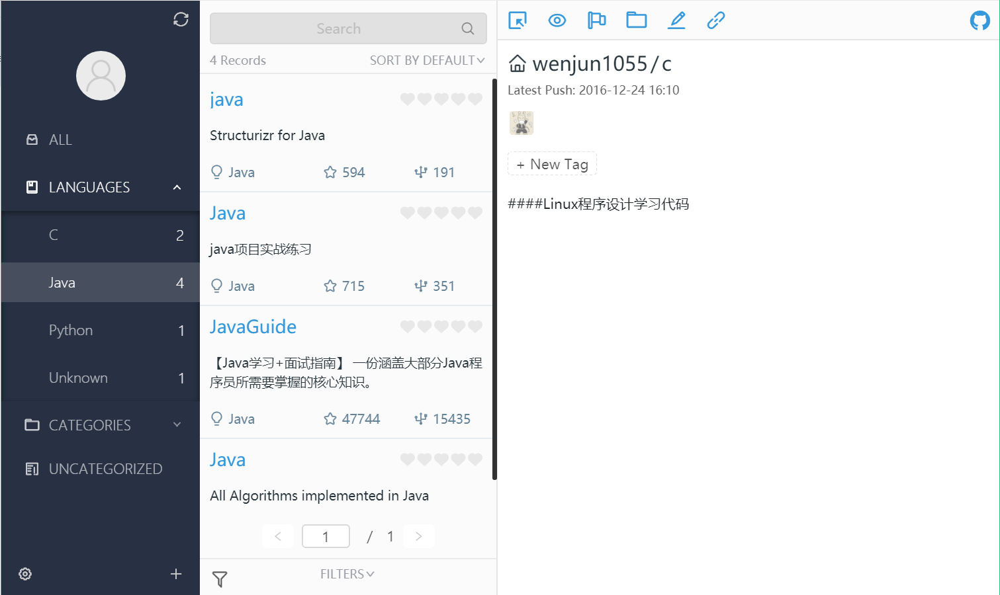 ALL
LANGUAGES
C 2
Java 4
Python 1
Unknown 1
CATEGORIES
UNCATEGORIZED
Search
4 Records SORT BY DEFAULT
java
Structurizr for Java
Java 594 191
Java
java项目实战练习
Java 715 351
JavaGuide
【Java学习+面试指南】 一份涵盖大部分Java程
序员所需要掌握的核心知识。
Java 47744 15435
Java
All Algorithms implemented in Java
< 1 / 1 >
FILTERS
wenjun1055/c
Latest Push: 2016-12-24 16:10
+ New Tag
####Linux程序设计学习代码